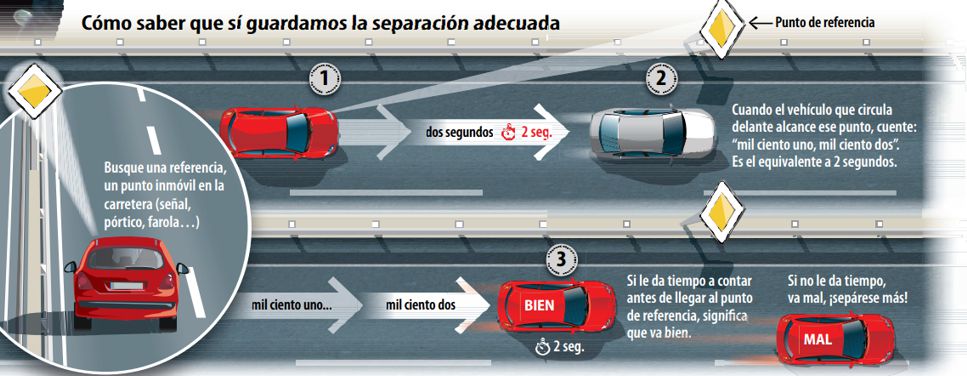 Cómo saber que sí guardamos la separación adecuada
Punto de referencia
1
2
dos segundos 2 seg.
Cuando el vehículo que circula
delante alcance ese punto, cuente:
“mil ciento uno, mil ciento dos”.
Es el equivalente a 2 segundos.
Busque una referencia,
un punto inmóvil en la
carretera (señal,
pórtico, farola…)
3
mil ciento uno...
mil ciento dos
BIEN
2 seg.
Si le da tiempo a contar
antes de llegar al punto
de referencia, significa
que va bien.
Si no le da tiempo,
va mal, ¡sepárese más!
MAL